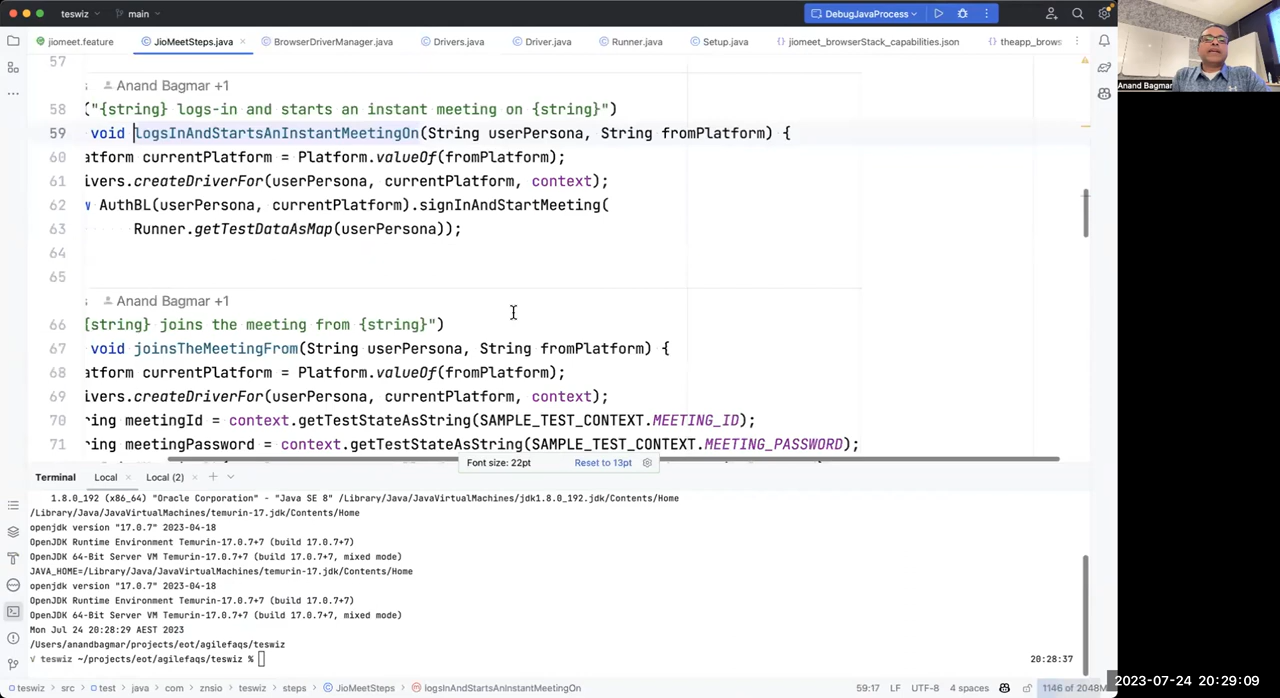 teswiz
main
DebugJavaProcess
jiomeet.feature
JioMeetSteps.java
BrowserDriverManager.java
Drivers.java
Driver.java
Runner.java
Setup.java
jiomeet_browserStack_capabilities.json
theapp_brows
Anand Bagmar
57
Anand Bagmar +1
58 ("{string} logs-in and starts an instant meeting on {string}")
59 void logsInAndStartsAnInstantMeetingOn(String userPersona, String fromPlatform) {
60 atform currentPlatform = Platform.valueOf(fromPlatform);
61 ivers.createDriverFor(userPersona, currentPlatform, context);
62 w AuthBL(userPersona, currentPlatform).signInAndStartMeeting(
63 Runner.getTestDataAsMap(userPersona));
64
65
Anand Bagmar +1
66 {string} joins the meeting from {string}")
67 void joinsTheMeetingFrom(String userPersona, String fromPlatform) {
68 atform currentPlatform = Platform.valueOf(fromPlatform);
69 ivers.createDriverFor(userPersona, currentPlatform, context);
70 ring meetingId = context.getTestStateAsString(SAMPLE_TEST_CONTEXT.MEETING_ID);
71 ring meetingPassword = context.getTestStateAsString(SAMPLE_TEST_CONTEXT.MEETING_PASSWORD);
Font size: 22pt Reset to 13pt
Terminal Local Local (2)
1.8.0_192 (x86_64) "Oracle Corporation" - "Java SE 8" /Library/Java/JavaVirtualMachines/jdk1.8.0_192.jdk/Contents/Home
/Library/Java/JavaVirtualMachines/temurin-17.jdk/Contents/Home
openjdk version "17.0.7" 2023-04-18
OpenJDK Runtime Environment Temurin-17.0.7+7 (build 17.0.7+7)
OpenJDK 64-Bit Server VM Temurin-17.0.7+7 (build 17.0.7+7, mixed mode)
JAVA_HOME=/Library/Java/JavaVirtualMachines/temurin-17.jdk/Contents/Home
openjdk version "17.0.7" 2023-04-18
OpenJDK Runtime Environment Temurin-17.0.7+7 (build 17.0.7+7)
OpenJDK 64-Bit Server VM Temurin-17.0.7+7 (build 17.0.7+7, mixed mode)
Mon Jul 24 20:28:29 AEST 2023
/Users/anandbagmar/projects/eot/agilefaqs/teswiz
√ teswiz ~/projects/eot/agilefaqs/teswiz % 20:28:37
teswiz > src > test > java > com > znsio > teswiz > steps > JioMeetSteps > logsInAndStartsAnInstantMeetingOn 59:17 LF UTF-8 4 spaces 1146 of 2048M
2023-07-24 20:29:09